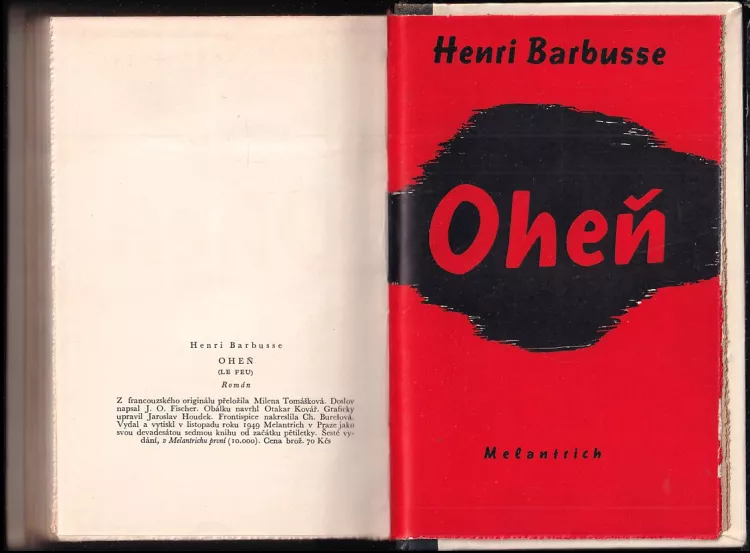 Henri Barbusse
OHEŇ
(LE FEU)
Román
Z francouzského originálu přeložila Milena Tomášková. Doslov
napsal J. O. Fischer. Obálku navrhl Otakar Kovář. Graficky
upravil Jaroslav Houdek. Frontispice nakreslila Ch. Burešová.
Vydal a vytiskl v listopadu roku 1949 Melantrich v Praze jako
svou devadesátou sedmou knihu od začátku pětiletky. Šesté vy-
dání, v Melantrichu první (10.000). Cena brož. 70 Kčs
Henri Barbusse
Oheň
Melantrich